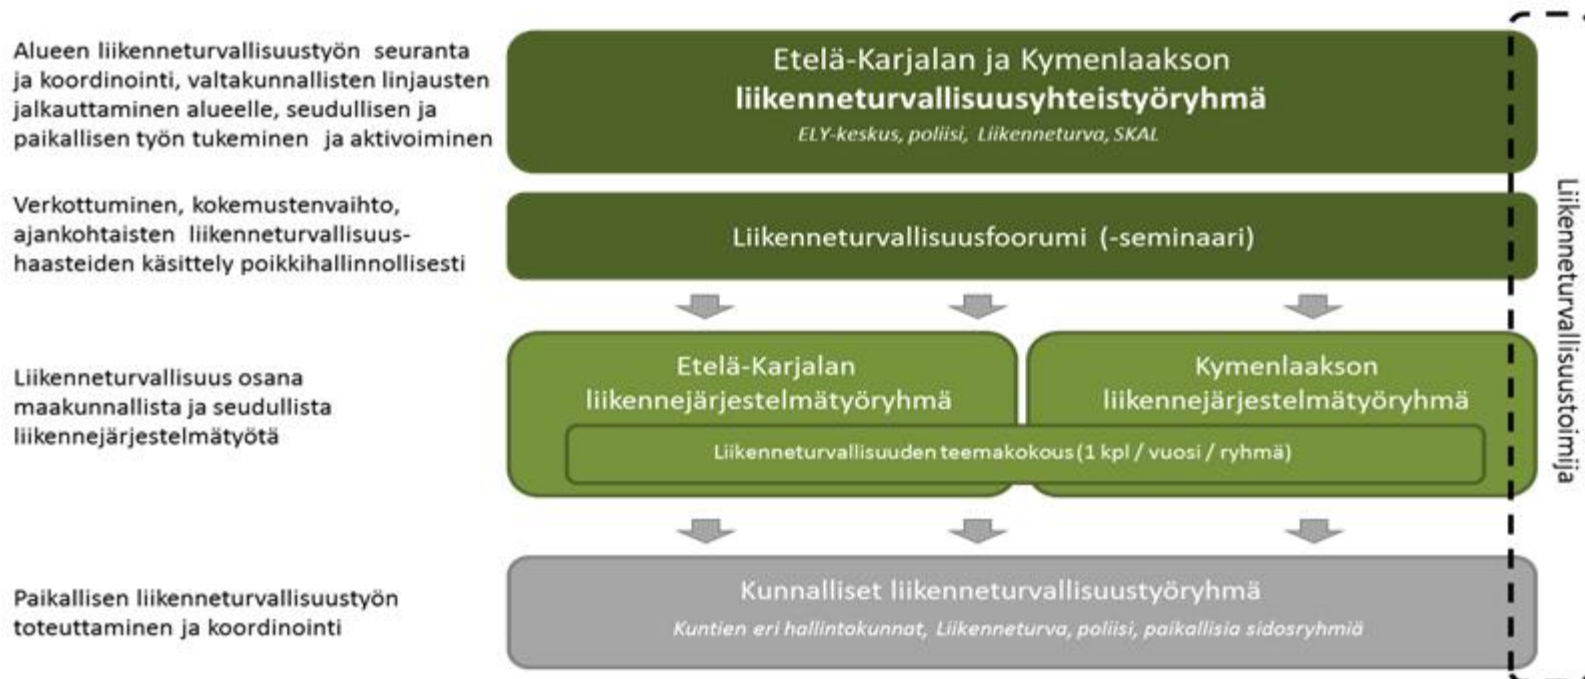 Alueen liikenneturvallisuustyön seuranta
ja koordinointi, valtakunnallisten linjausten
jalkauttaminen alueelle, seudullisen ja
paikallisen työn tukeminen ja aktivoiminen
Etelä-Karjalan ja Kymenlaakson
liikenneturvallisuusyhteistyöryhmä
ELY-keskus, poliisi, Liikenneturva, SKAL
Verkottuminen, kokemustenvaihto,
ajankohtaisten liikenneturvallisuus-
haasteiden käsittely poikkihallinnollisesti
Liikenneturvallisuusfoorumi (-seminaari)
Liikenneturvallisuus osana
maakunnallista ja seudullista
liikennejärjestelmätyötä
Etelä-Karjalan
liikennejärjestelmätyöryhmä
Kymenlaakson
liikennejärjestelmätyöryhmä
Liikenneturvallisuuden teemakokous (1 kpl / vuosi / ryhmä)
Paikallisen liikenneturvallisuustyön
toteuttaminen ja koordinointi
Kunnalliset liikenneturvallisuustyöryhmä
Kuntien eri hallintokunnat, Liikenneturva, poliisi, paikallisia sidosryhmiä
Liikenneturvallisuustoimija